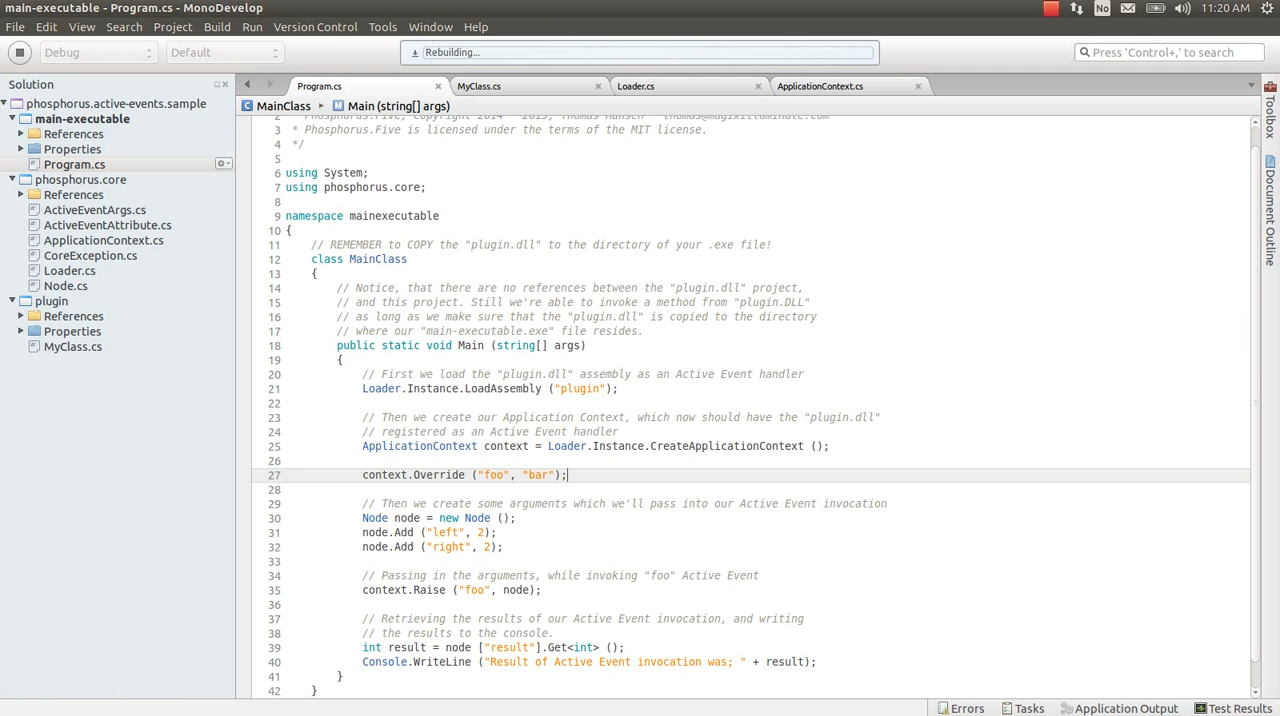 main-executable - Program.cs - MonoDevelop
No
11:20 AM
File Edit View Search Project Build Run Version Control Tools Window Help
Debug
Default
Rebuilding...
Press 'Control+,' to search
Solution
phosphorus.active-events.sample
main-executable
References
Properties
Program.cs
phosphorus.core
References
ActiveEventArgs.cs
ActiveEventAttribute.cs
ApplicationContext.cs
CoreException.cs
Loader.cs
Node.cs
plugin
References
Properties
MyClass.cs
Program.cs MyClass.cs Loader.cs ApplicationContext.cs
C MainClass M Main (string[] args)
2 * Phosphorus.Five, copyright 2014 - 2015, Thomas Hansen -
3 * Phosphorus.Five is licensed under the terms of the MIT license.
4 */
5
6 using System;
7 using phosphorus.core;
8
9 namespace mainexecutable
10 {
11 // REMEMBER to COPY the "plugin.dll" to the directory of your .exe file!
12 class MainClass
13 {
14 // Notice, that there are no references between the "plugin.dll" project,
15 // and this project. Still we're able to invoke a method from "plugin.DLL"
16 // as long as we make sure that the "plugin.dll" is copied to the directory
17 // where our "main-executable.exe" file resides.
18 public static void Main (string[] args)
19 {
20 // First we load the "plugin.dll" assembly as an Active Event handler
21 Loader.Instance.LoadAssembly ("plugin");
22
23 // Then we create our Application Context, which now should have the "plugin.dll"
24 // registered as an Active Event handler
25 ApplicationContext context = Loader.Instance.CreateApplicationContext ();
26
27 context.Override ("foo", "bar");
28
29 // Then we create some arguments which we'll pass into our Active Event invocation
30 Node node = new Node ();
31 node.Add ("left", 2);
32 node.Add ("right", 2);
33
34 // Passing in the arguments, while invoking "foo" Active Event
35 context.Raise ("foo", node);
36
37 // Retrieving the results of our Active Event invocation, and writing
38 // the results to the console.
39 int result = node ["result"].Get<int> ();
40 Console.WriteLine ("Result of Active Event invocation was; " + result);
41 }
42 }
Toolbox
Document Outline
Errors Tasks Application Output Test Results